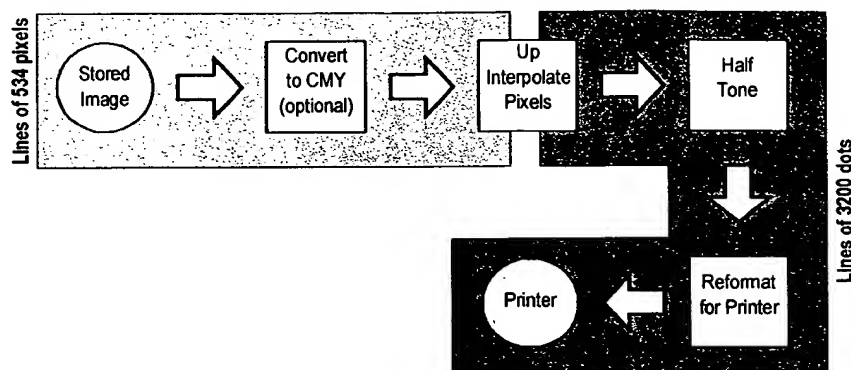 Lines of 534 pixels
Stored
Image
Convert
to CMY
(optional)
Up
Interpolate
Pixels
Half
Tone
Lines of 3200 dots
Reformat
for Printer
Printer